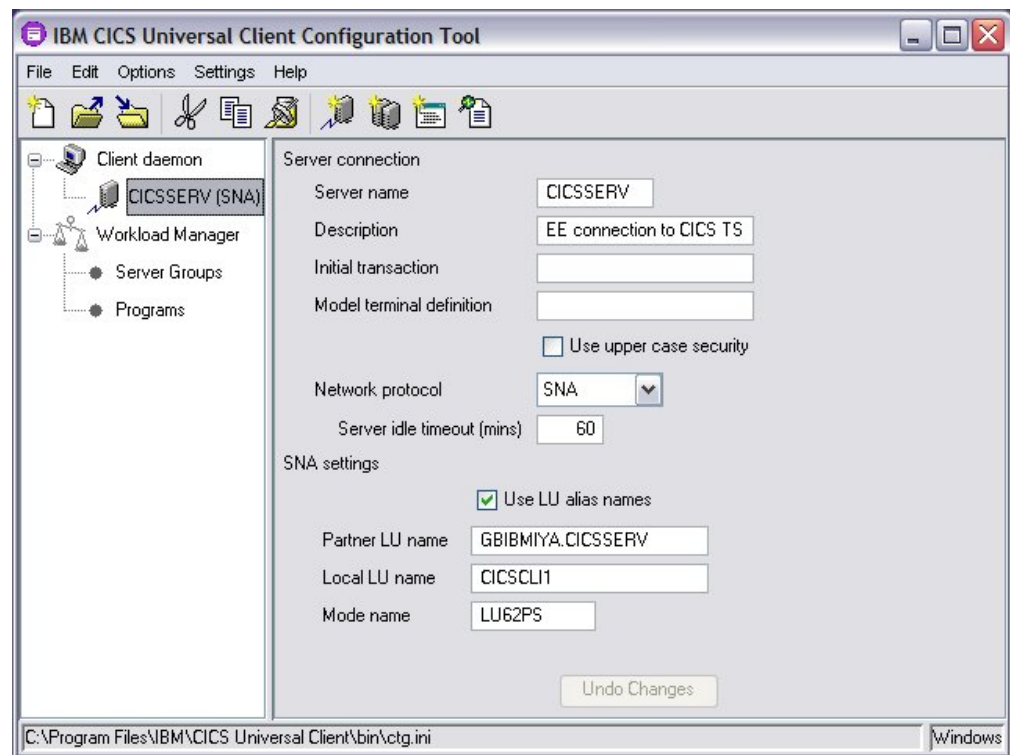 IBM CICS Universal Client Configuration Tool
File Edit Options Settings Help
Client daemon
CICSSERV (SNA)
Workload Manager
Server Groups
Programs
Server connection
Server name CICSSERV
Description EE connection to CICS TS
Initial transaction
Model terminal definition
Use upper case security
Network protocol SNA
Server idle timeout (mins) 60
SNA settings
Use LU alias names
Partner LU name GBIBMIYA.CICSSERV
Local LU name CICSCLI1
Mode name LU62PS
Undo Changes
C:\Program Files\IBM\CICS Universal Client\bin\ctg.ini Windows